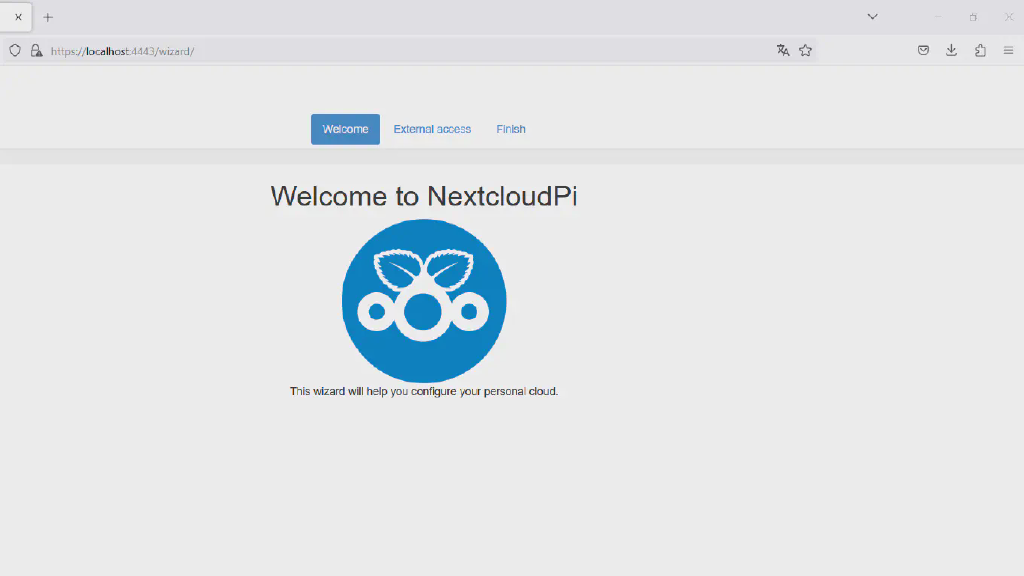 https://localhost:4443/wizard/
Welcome External access Finish
Welcome to NextcloudPi
This wizard will help you configure your personal cloud.